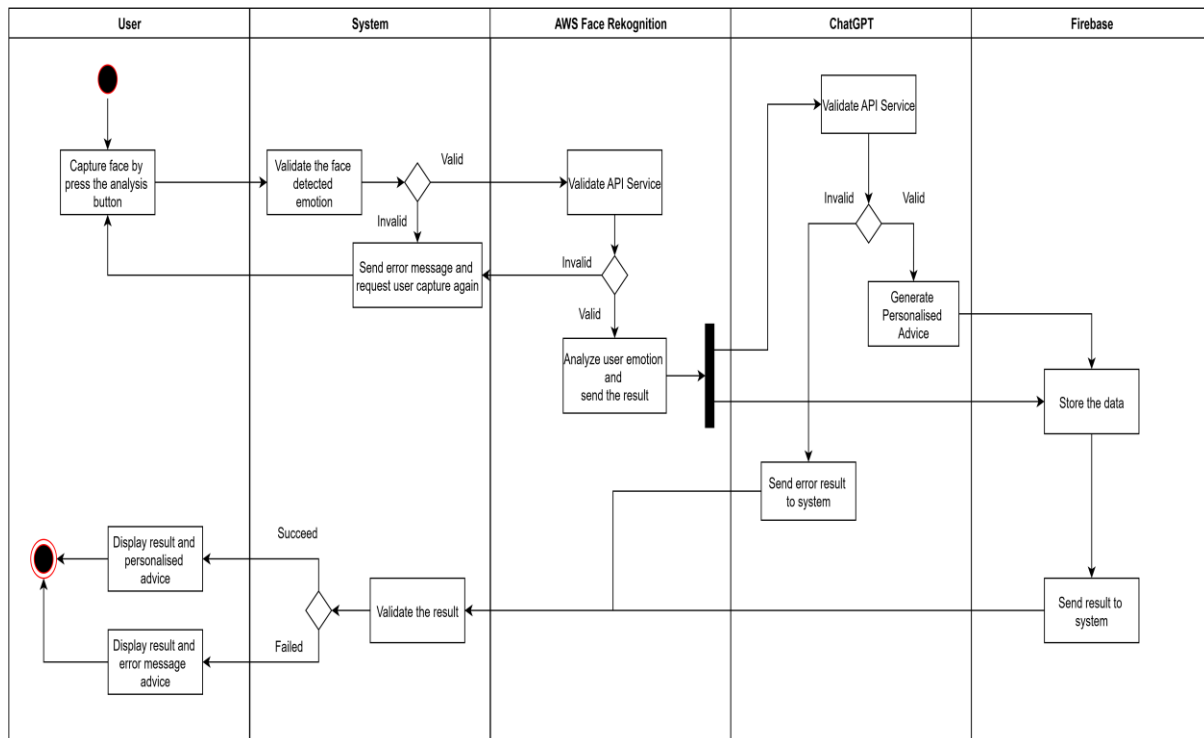 User
System
AWS Face Rekognition
ChatGPT
Firebase
Capture face by
press the analysis
button
Validate the face
detected
emotion
Valid
Invalid
Send error message and
request user capture again
Validate API Service
Invalid
Valid
Analyze user emotion
and
send the result
Validate API Service
Invalid
Valid
Generate
Personalised
Advice
Store the data
Send error result
to system
Send result to
system
Validate the result
Succeed
Failed
Display result and
personalised
advice
Display result and
error message
advice